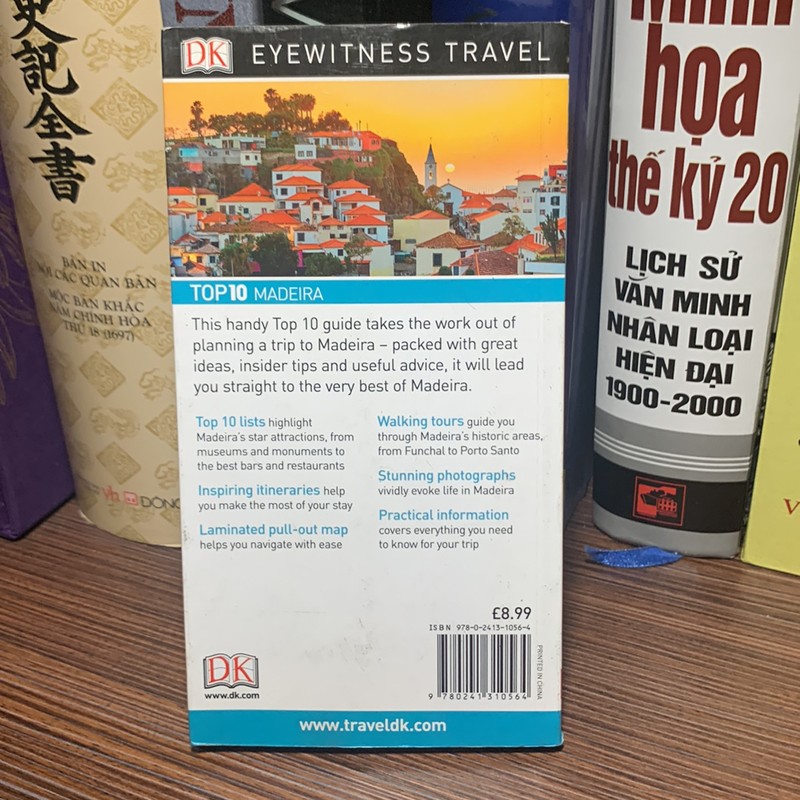 DK EYEWITNESS TRAVEL
TOP10 MADEIRA
This handy Top 10 guide takes the work out of
planning a trip to Madeira – packed with great
ideas, insider tips and useful advice, it will lead
you straight to the very best of Madeira.
Top 10 lists highlight
Madeira's star attractions, from
museums and monuments to
the best bars and restaurants
Inspiring itineraries help
you make the most of your stay
Laminated pull-out map
helps you navigate with ease
Walking tours guide you
through Madeira's historic areas,
from Funchal to Porto Santo
Stunning photographs
vividly evoke life in Madeira
Practical information
covers everything you need
to know for your trip
£8.99
ISBN 978-0-2413-1056-4
9 780241 310564
PRINTED IN CHINA
DK
www.dk.com
www.traveldk.com
史記全書
BẢN IN
NỘI CÁC QUAN BẢN
MỘC BẢN KHẮC
NĂM CHÍNH HÒA
THỨ 18 (1697)
minh
họa
thế kỷ 20
LỊCH SỬ
VĂN MINH
NHÂN LOẠI
HIỆN ĐẠI
1900-2000